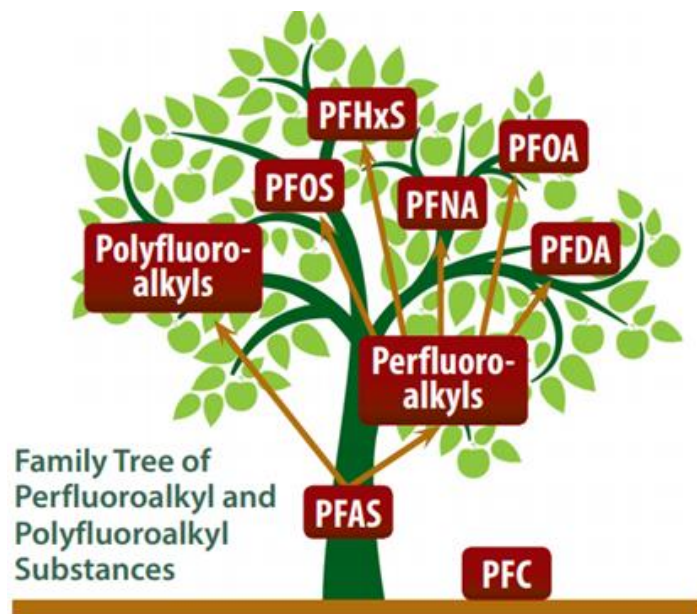 PFHxS
PFOA
PFOS
PFNA
Polyfluoro-
alkyls
PFDA
Perfluoro-
alkyls
Family Tree of
Perfluoroalkyl and
Polyfluoroalkyl
Substances
PFAS
PFC